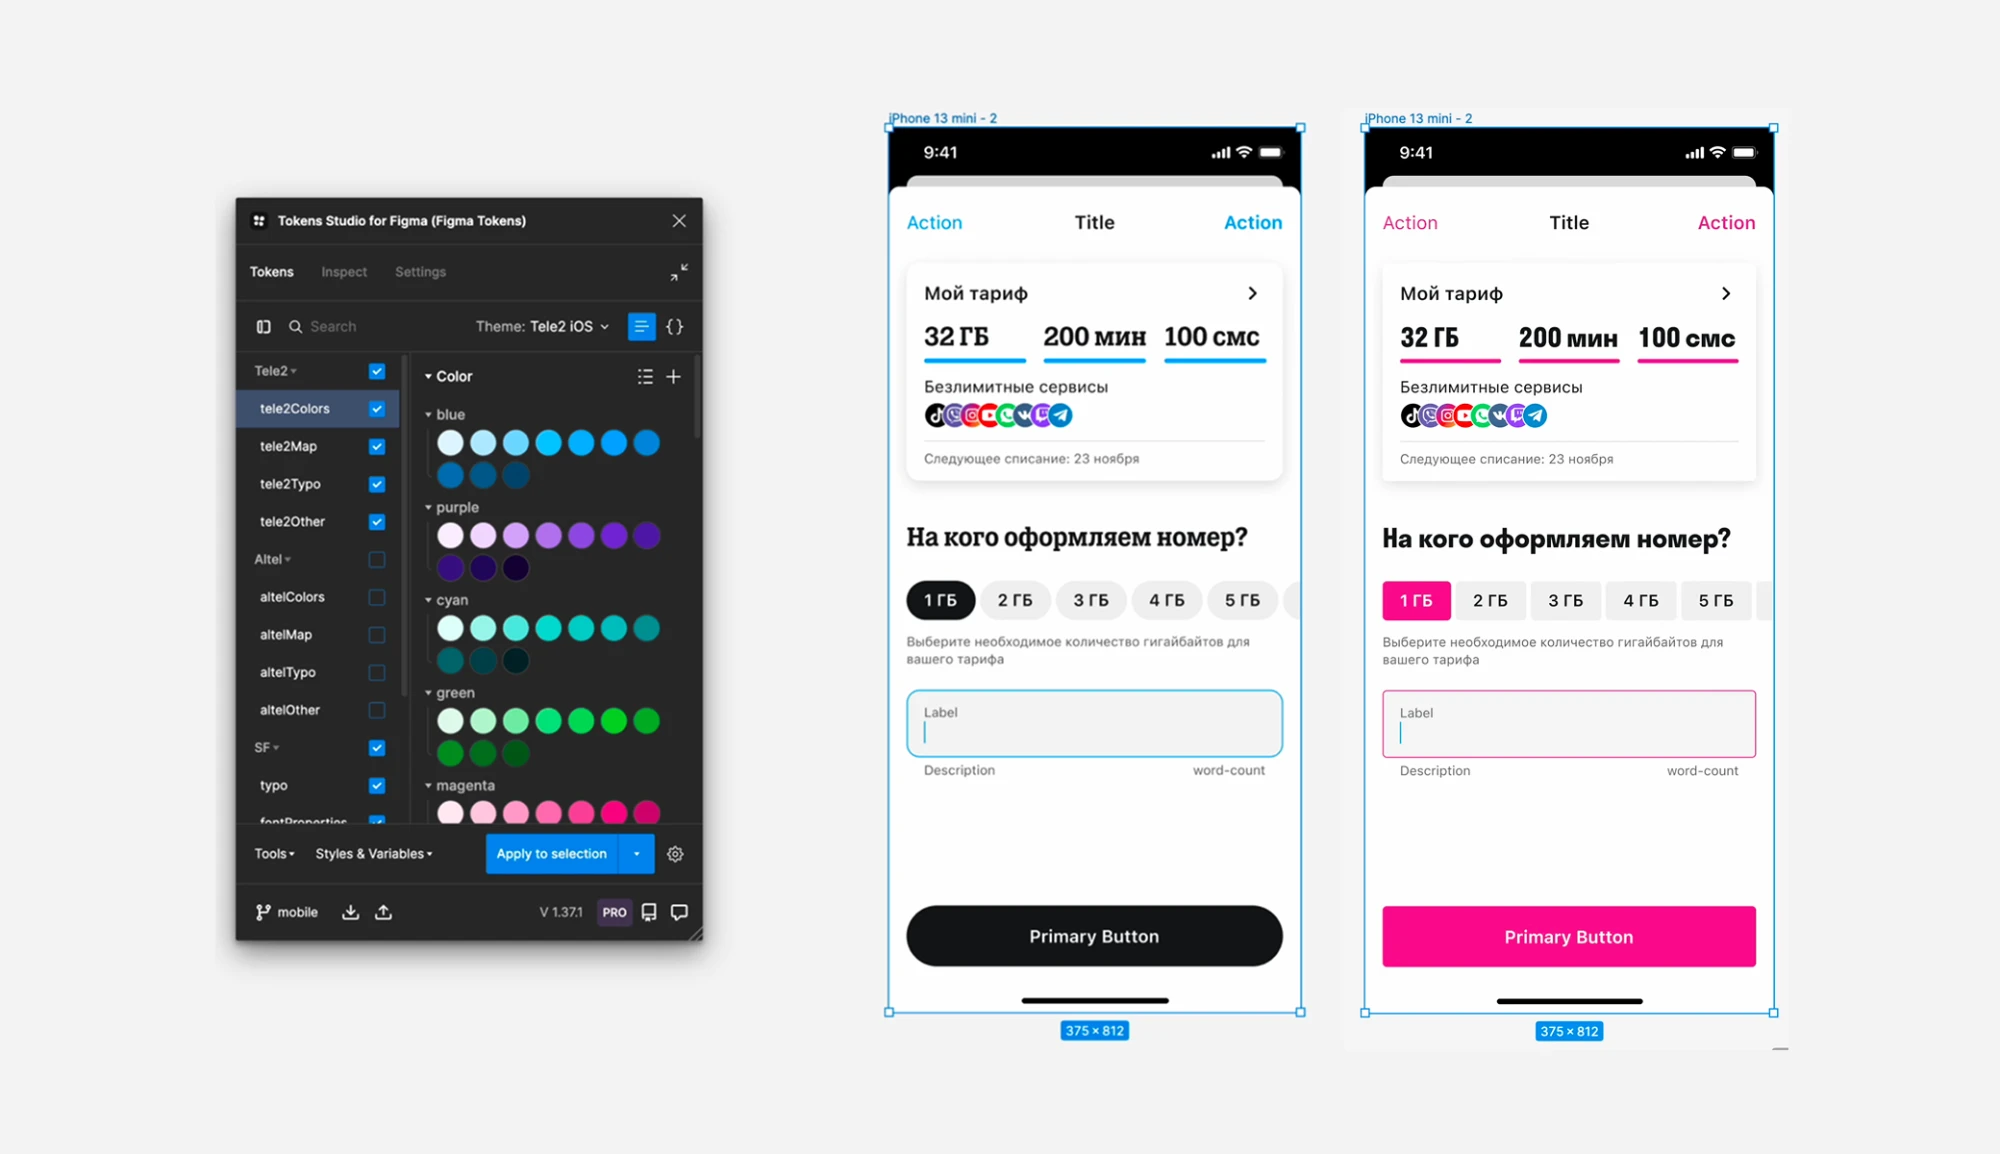 Tokens Studio for Figma (Figma Tokens)
Tokens Inspect Settings
Search
Theme: Tele2 iOS
Tele2
tele2Colors
tele2Map
tele2Typo
tele2Other
Altel
altelColors
altelMap
altelTypo
altelOther
SF
typo
fontProperties
Color
blue
purple
cyan
green
magenta
Tools Styles & Variables Apply to selection
mobile V 1.37.1 PRO
iPhone 13 mini - 2
9:41
Action Title Action
Мой тариф
32 ГБ 200 мин 100 смс
Безлимитные сервисы
Следующее списание: 23 ноября
На кого оформляем номер?
1 ГБ 2 ГБ 3 ГБ 4 ГБ 5 ГБ
Выберите необходимое количество гигайбайтов для
вашего тарифа
Label
Description word-count
Primary Button
375 × 812
iPhone 13 mini - 2
9:41
Action Title Action
Мой тариф
32 ГБ 200 мин 100 смс
Безлимитные сервисы
Следующее списание: 23 ноября
На кого оформляем номер?
1 ГБ 2 ГБ 3 ГБ 4 ГБ 5 ГБ
Выберите необходимое количество гигайбайтов для
вашего тарифа
Label
Description word-count
Primary Button
375 × 812